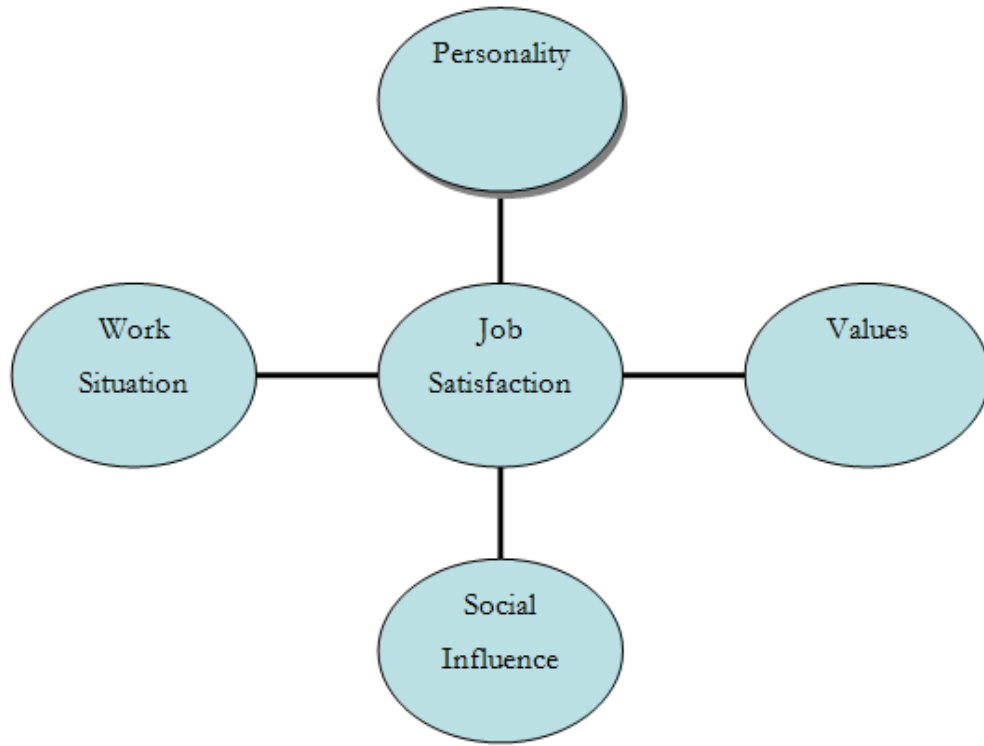 Personality
Work
Situation
Job
Satisfaction
Values
Social
Influence